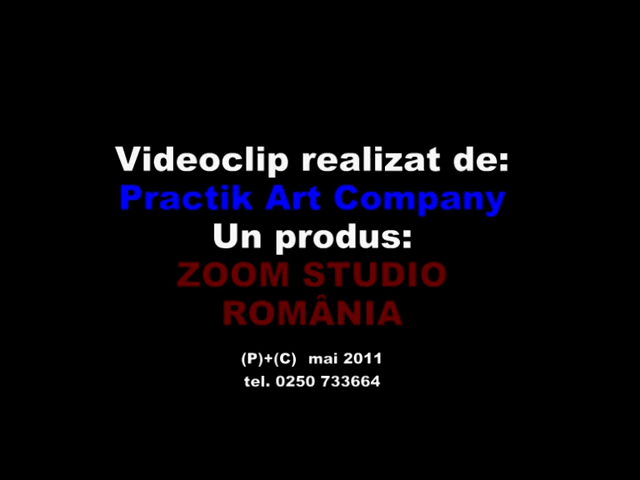 Videoclip realizat de:
Practik Art Company
Un produs:
ZOOM STUDIO
ROMÂNIA
(P)+(C) mai 2011
tel. 0250 733664